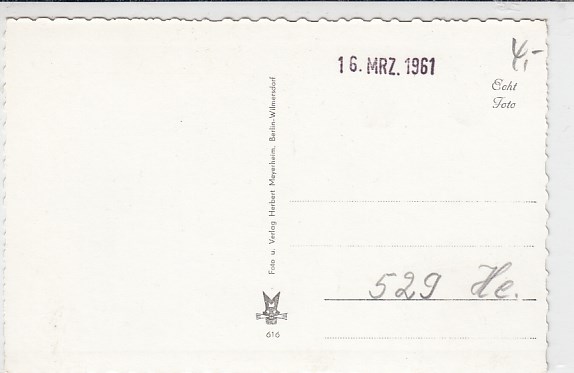 16. MRZ. 1961
4,-
Echt
Foto
Foto u. Verlag Herbert Meyerheim, Berlin-Wilmersdorf
529 He.
616